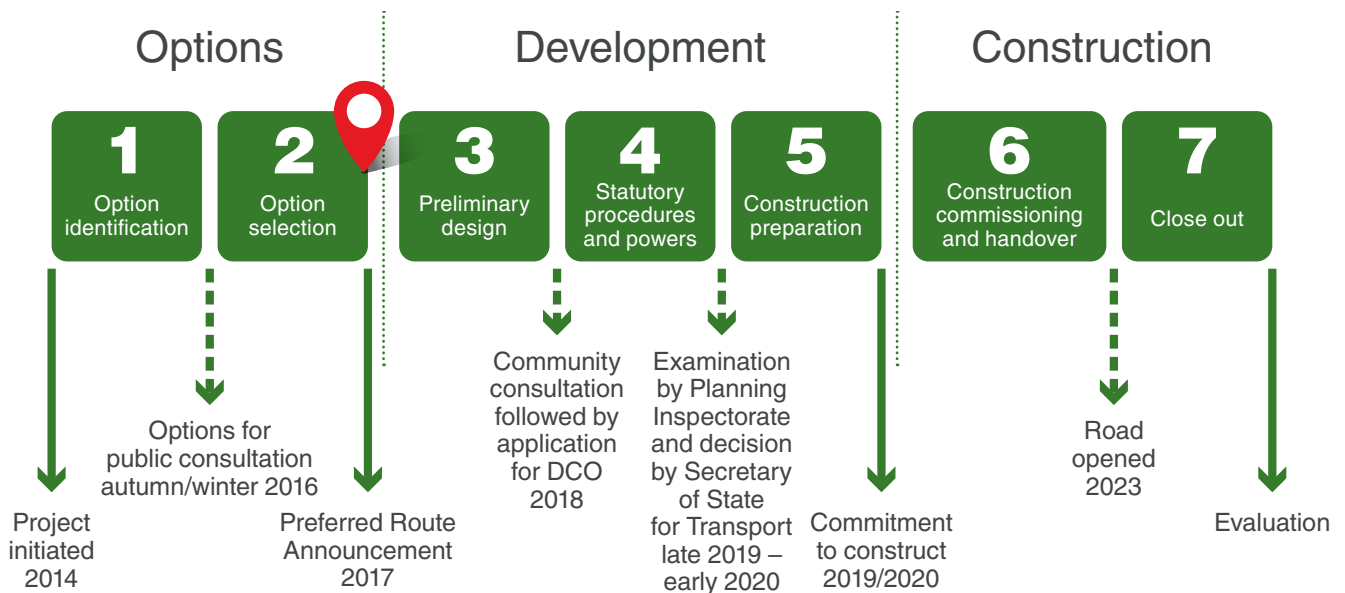 Options
Development
Construction
1
Option
identification
2
Option
selection
3
Preliminary
design
4
Statutory
procedures
and powers
5
Construction
preparation
6
Construction
commissioning
and handover
7
Close out
Project
initiated
2014
Options for
public consultation
autumn/winter 2016
Preferred Route
Announcement
2017
Community
consultation
followed by
application
for DCO
2018
Examination
by Planning
Inspectorate
and decision
by Secretary
of State
for Transport
late 2019 –
early 2020
Commitment
to construct
2019/2020
Road
opened
2023
Evaluation